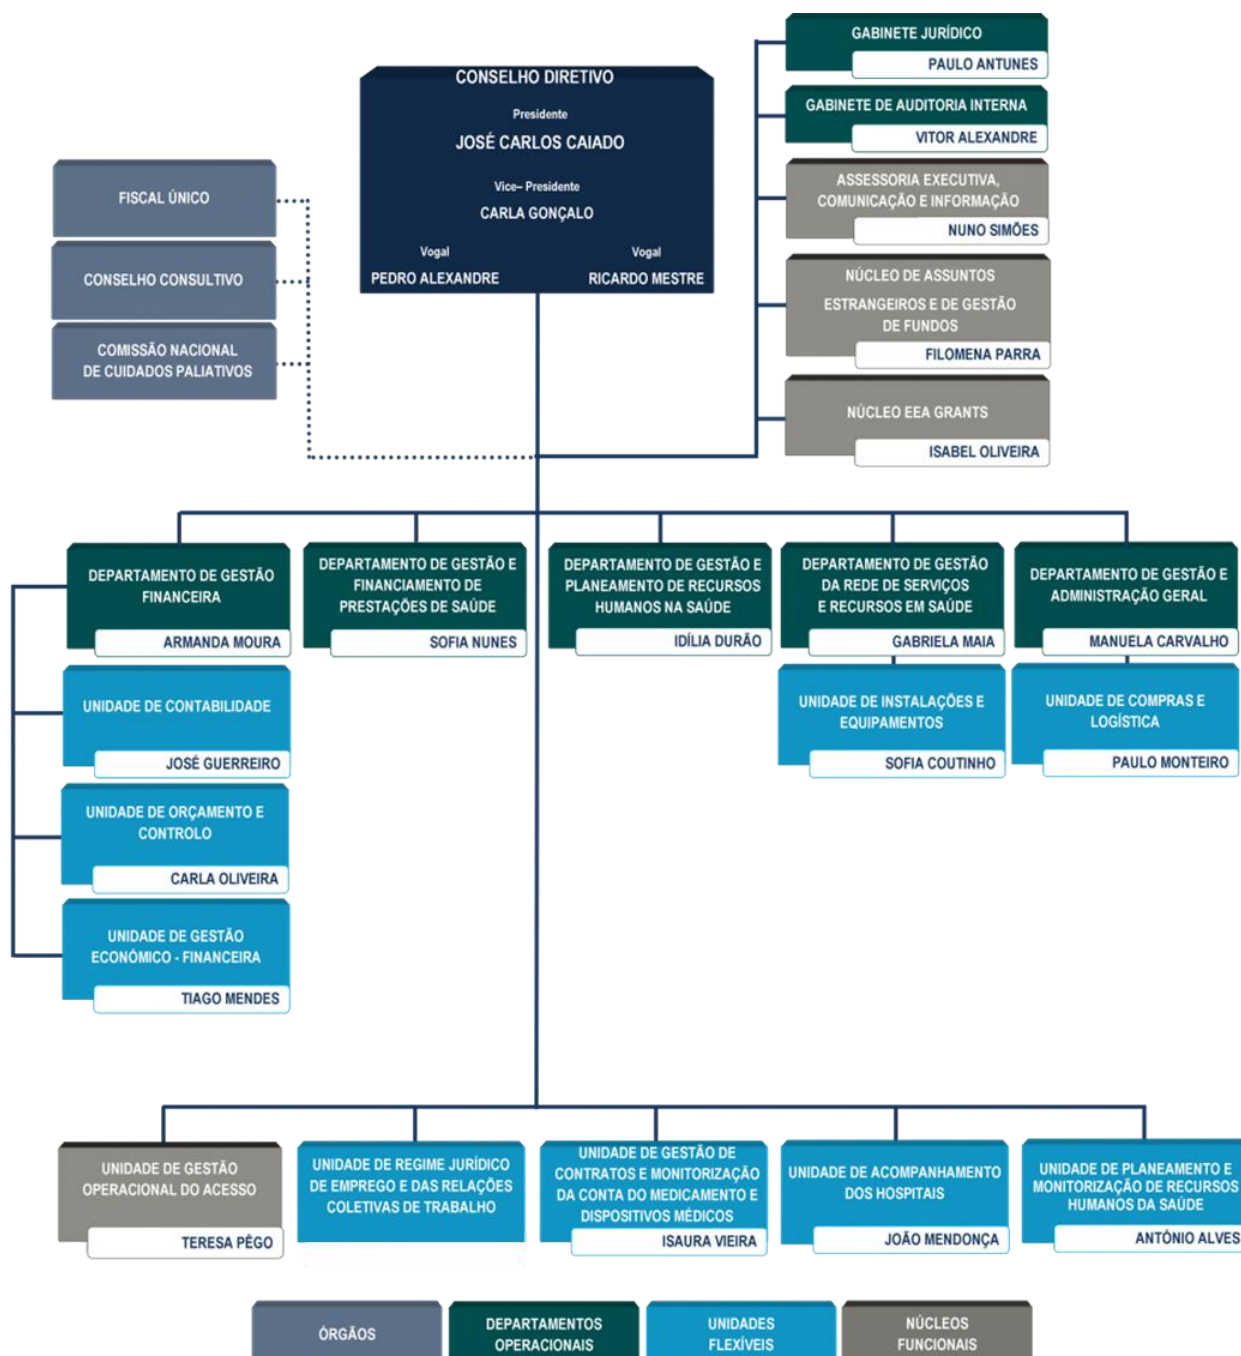 CONSELHO DIRETIVO
Presidente
JOSÉ CARLOS CAIADO
Vice– Presidente
CARLA GONÇALO
Vogal
PEDRO ALEXANDRE
Vogal
RICARDO MESTRE
GABINETE JURÍDICO
PAULO ANTUNES
GABINETE DE AUDITORIA INTERNA
VITOR ALEXANDRE
ASSESSORIA EXECUTIVA,
COMUNICAÇÃO E INFORMAÇÃO
NUNO SIMÕES
NÚCLEO DE ASSUNTOS
ESTRANGEIROS E DE GESTÃO
DE FUNDOS
FILOMENA PARRA
NÚCLEO EEA GRANTS
ISABEL OLIVEIRA
FISCAL ÚNICO
CONSELHO CONSULTIVO
COMISSÃO NACIONAL
DE CUIDADOS PALIATIVOS
DEPARTAMENTO DE GESTÃO
FINANCEIRA
ARMANDA MOURA
DEPARTAMENTO DE GESTÃO E
FINANCIAMENTO DE
PRESTAÇÕES DE SAÚDE
SOFIA NUNES
DEPARTAMENTO DE GESTÃO E
PLANEAMENTO DE RECURSOS
HUMANOS NA SAÚDE
IDÍLIA DURÃO
DEPARTAMENTO DE GESTÃO
DA REDE DE SERVIÇOS
E RECURSOS EM SAÚDE
GABRIELA MAIA
DEPARTAMENTO DE GESTÃO E
ADMINISTRAÇÃO GERAL
MANUELA CARVALHO
UNIDADE DE CONTABILIDADE
JOSÉ GUERREIRO
UNIDADE DE INSTALAÇÕES E
EQUIPAMENTOS
SOFIA COUTINHO
UNIDADE DE COMPRAS E
LOGÍSTICA
PAULO MONTEIRO
UNIDADE DE ORÇAMENTO E
CONTROLO
CARLA OLIVEIRA
UNIDADE DE GESTÃO
ECONÓMICO - FINANCEIRA
TIAGO MENDES
UNIDADE DE GESTÃO
OPERACIONAL DO ACESSO
TERESA PÊGO
UNIDADE DE REGIME JURÍDICO
DE EMPREGO E DAS RELAÇÕES
COLETIVAS DE TRABALHO
UNIDADE DE GESTÃO DE
CONTRATOS E MONITORIZAÇÃO
DA CONTA DO MEDICAMENTO E
DISPOSITIVOS MÉDICOS
ISAURA VIEIRA
UNIDADE DE ACOMPANHAMENTO
DOS HOSPITAIS
JOÃO MENDONÇA
UNIDADE DE PLANEAMENTO E
MONITORIZAÇÃO DE RECURSOS
HUMANOS DA SAÚDE
ANTÓNIO ALVES
ÓRGÃOS
DEPARTAMENTOS
OPERACIONAIS
UNIDADES
FLEXÍVEIS
NÚCLEOS
FUNCIONAIS